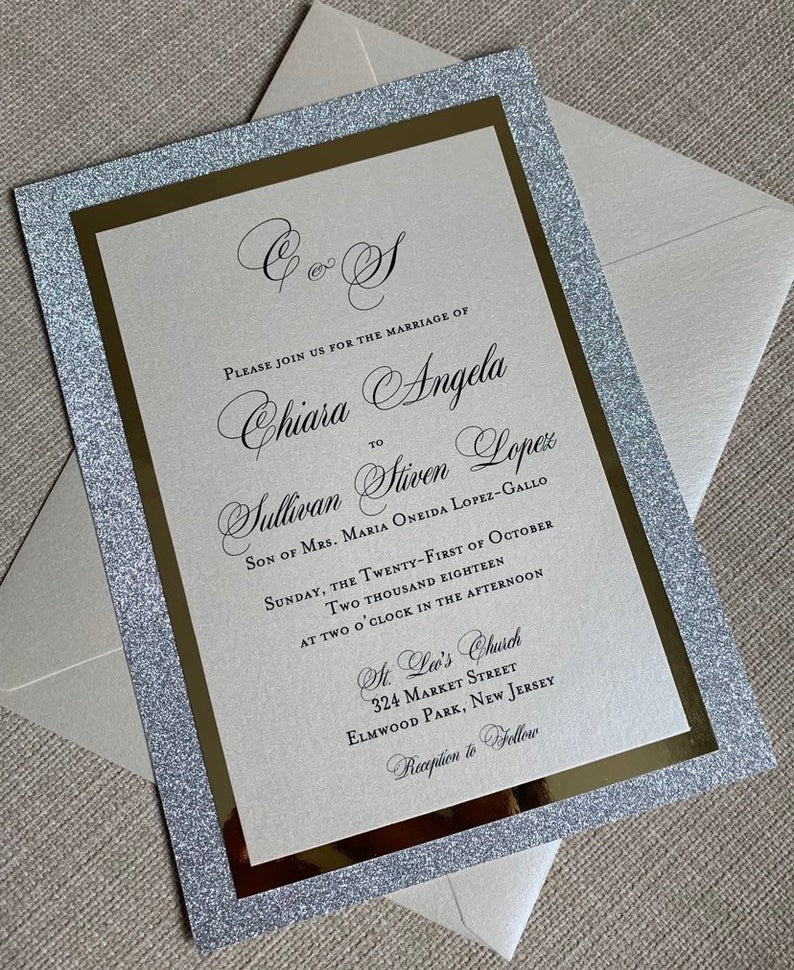 C & S
Please join us for the marriage of
Chiara Angela
to
Sullivan Stiven Lopez
Son of Mrs. Maria Oneida Lopez-Gallo
Sunday, the Twenty-First of October
Two thousand eighteen
at two o'clock in the afternoon
St. Leo's Church
324 Market Street
Elmwood Park, New Jersey
Reception to Follow